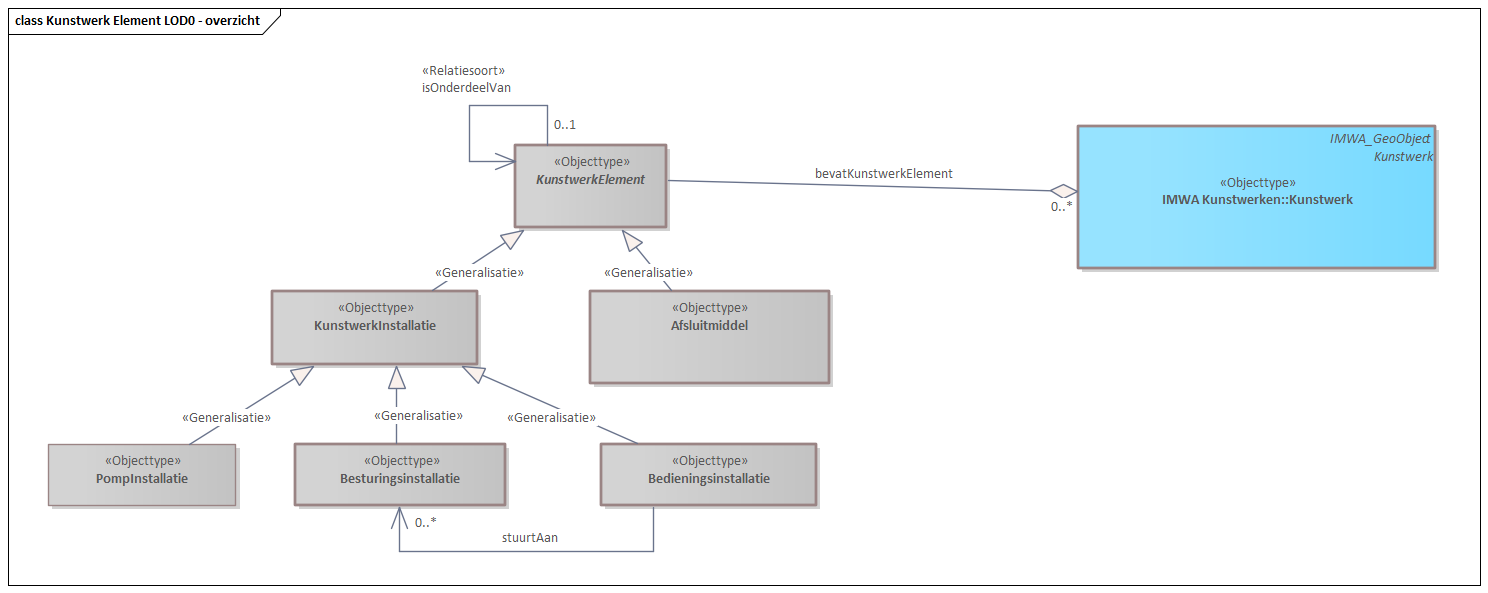 class Kunstwerk Element LOD0 - overzicht
«Relatiesoort»
isOnderdeelVan
0..1
«Objecttype»
KunstwerkElement
bevatKunstwerkElement
0..*
IMWA_GeoObject
Kunstwerk
«Objecttype»
IMWA Kunstwerken::Kunstwerk
«Generalisatie»
«Generalisatie»
«Objecttype»
KunstwerkInstallatie
«Objecttype»
Afsluitmiddel
«Generalisatie»
«Generalisatie»
«Generalisatie»
«Objecttype»
PompInstallatie
«Objecttype»
Besturingsinstallatie
«Objecttype»
Bedieningsinstallatie
0..*
stuurtAan